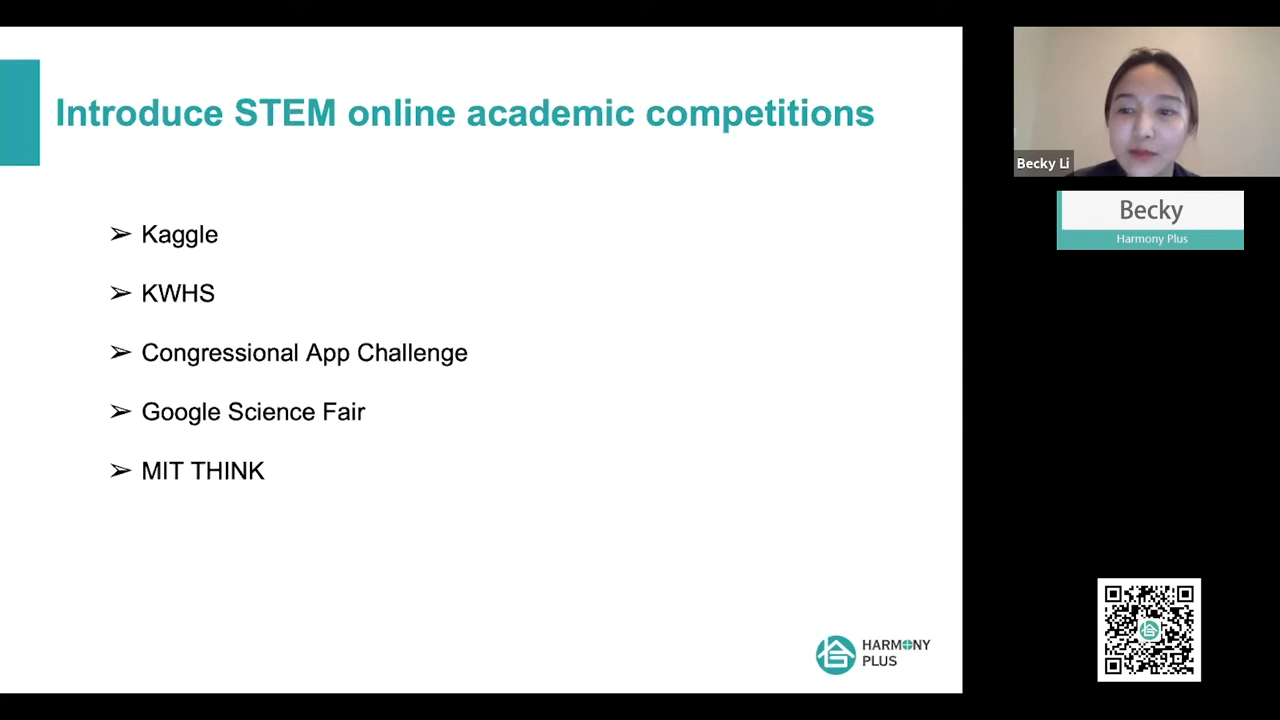 Introduce STEM online academic competitions
➢ Kaggle
➢ KWHS
➢ Congressional App Challenge
➢ Google Science Fair
➢ MIT THINK
HARMONY
PLUS
Becky Li
Becky
Harmony Plus